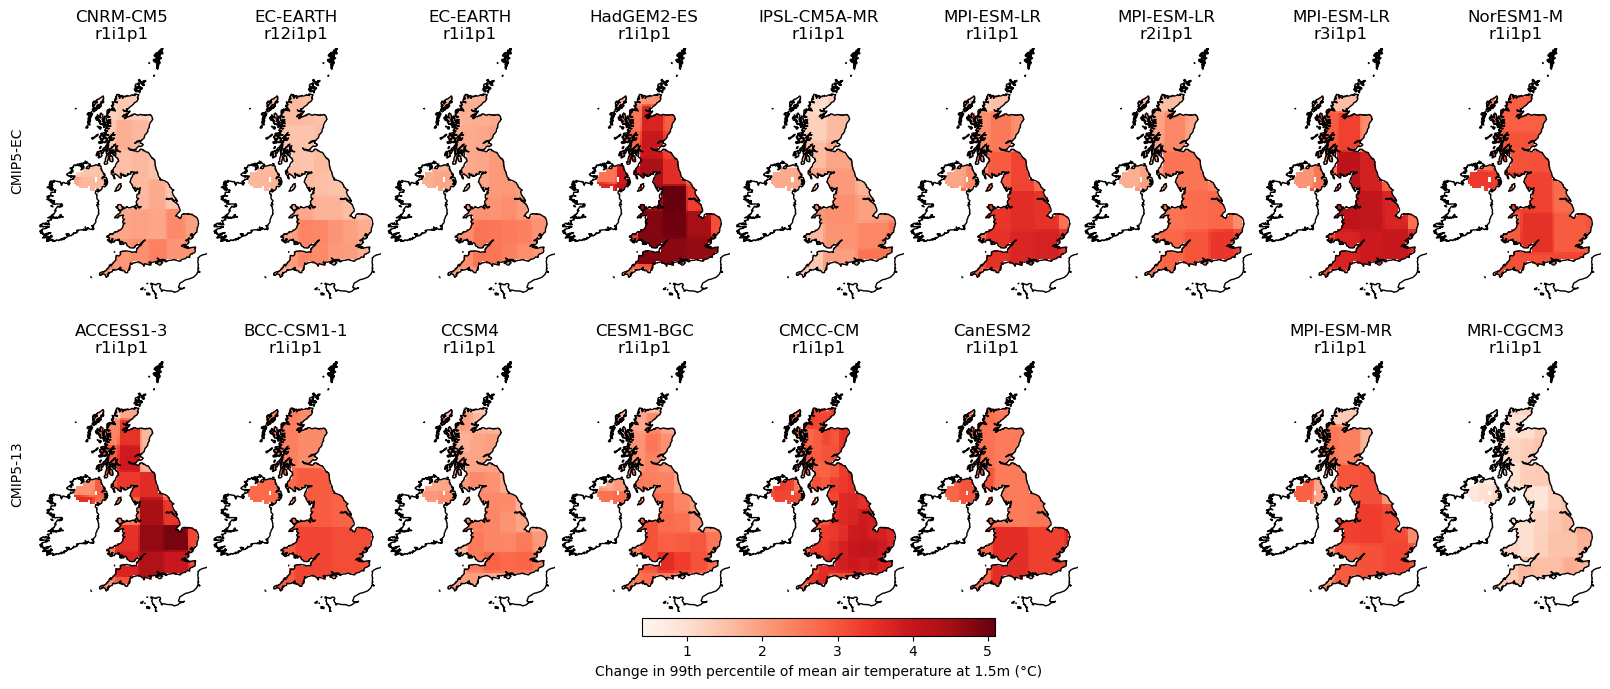 CNRM-CM5
r1i1p1
EC-EARTH
r12i1p1
EC-EARTH
r1i1p1
HadGEM2-ES
r1i1p1
IPSL-CM5A-MR
r1i1p1
MPI-ESM-LR
r1i1p1
MPI-ESM-LR
r2i1p1
MPI-ESM-LR
r3i1p1
NorESM1-M
r1i1p1
CMIP5-EC
ACCESS1-3
r1i1p1
BCC-CSM1-1
r1i1p1
CCSM4
r1i1p1
CESM1-BGC
r1i1p1
CMCC-CM
r1i1p1
CanESM2
r1i1p1
MPI-ESM-MR
r1i1p1
MRI-CGCM3
r1i1p1
CMIP5-13
1 2 3 4 5
Change in 99th percentile of mean air temperature at 1.5m (°C)